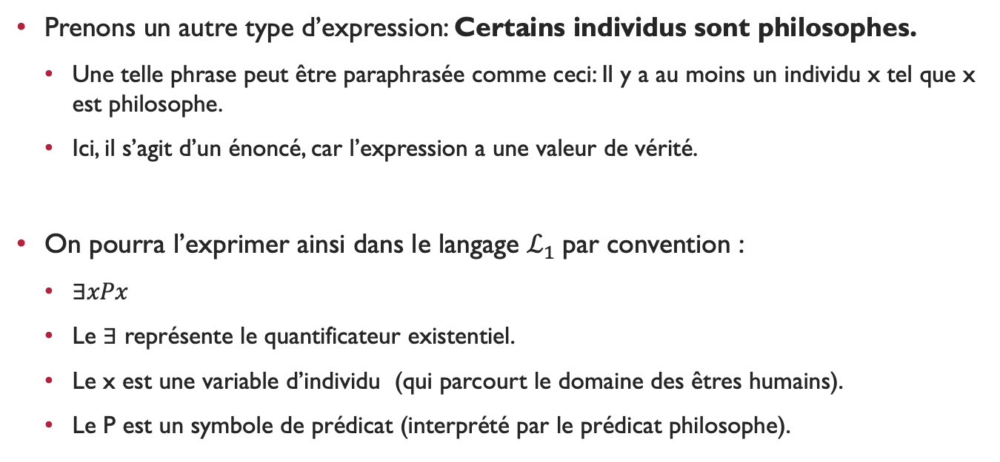 • Prenons un autre type d’expression: Certains individus sont philosophes.
• Une telle phrase peut être paraphrasée comme ceci: Il y a au moins un individu x tel que x
est philosophe.
• Ici, il s’agit d’un énoncé, car l’expression a une valeur de vérité.
• On pourra l’exprimer ainsi dans le langage ℒ₁ par convention :
• ∃𝑥𝑃𝑥
• Le ∃ représente le quantificateur existentiel.
• Le x est une variable d’individu (qui parcourt le domaine des êtres humains).
• Le P est un symbole de prédicat (interprété par le prédicat philosophe).